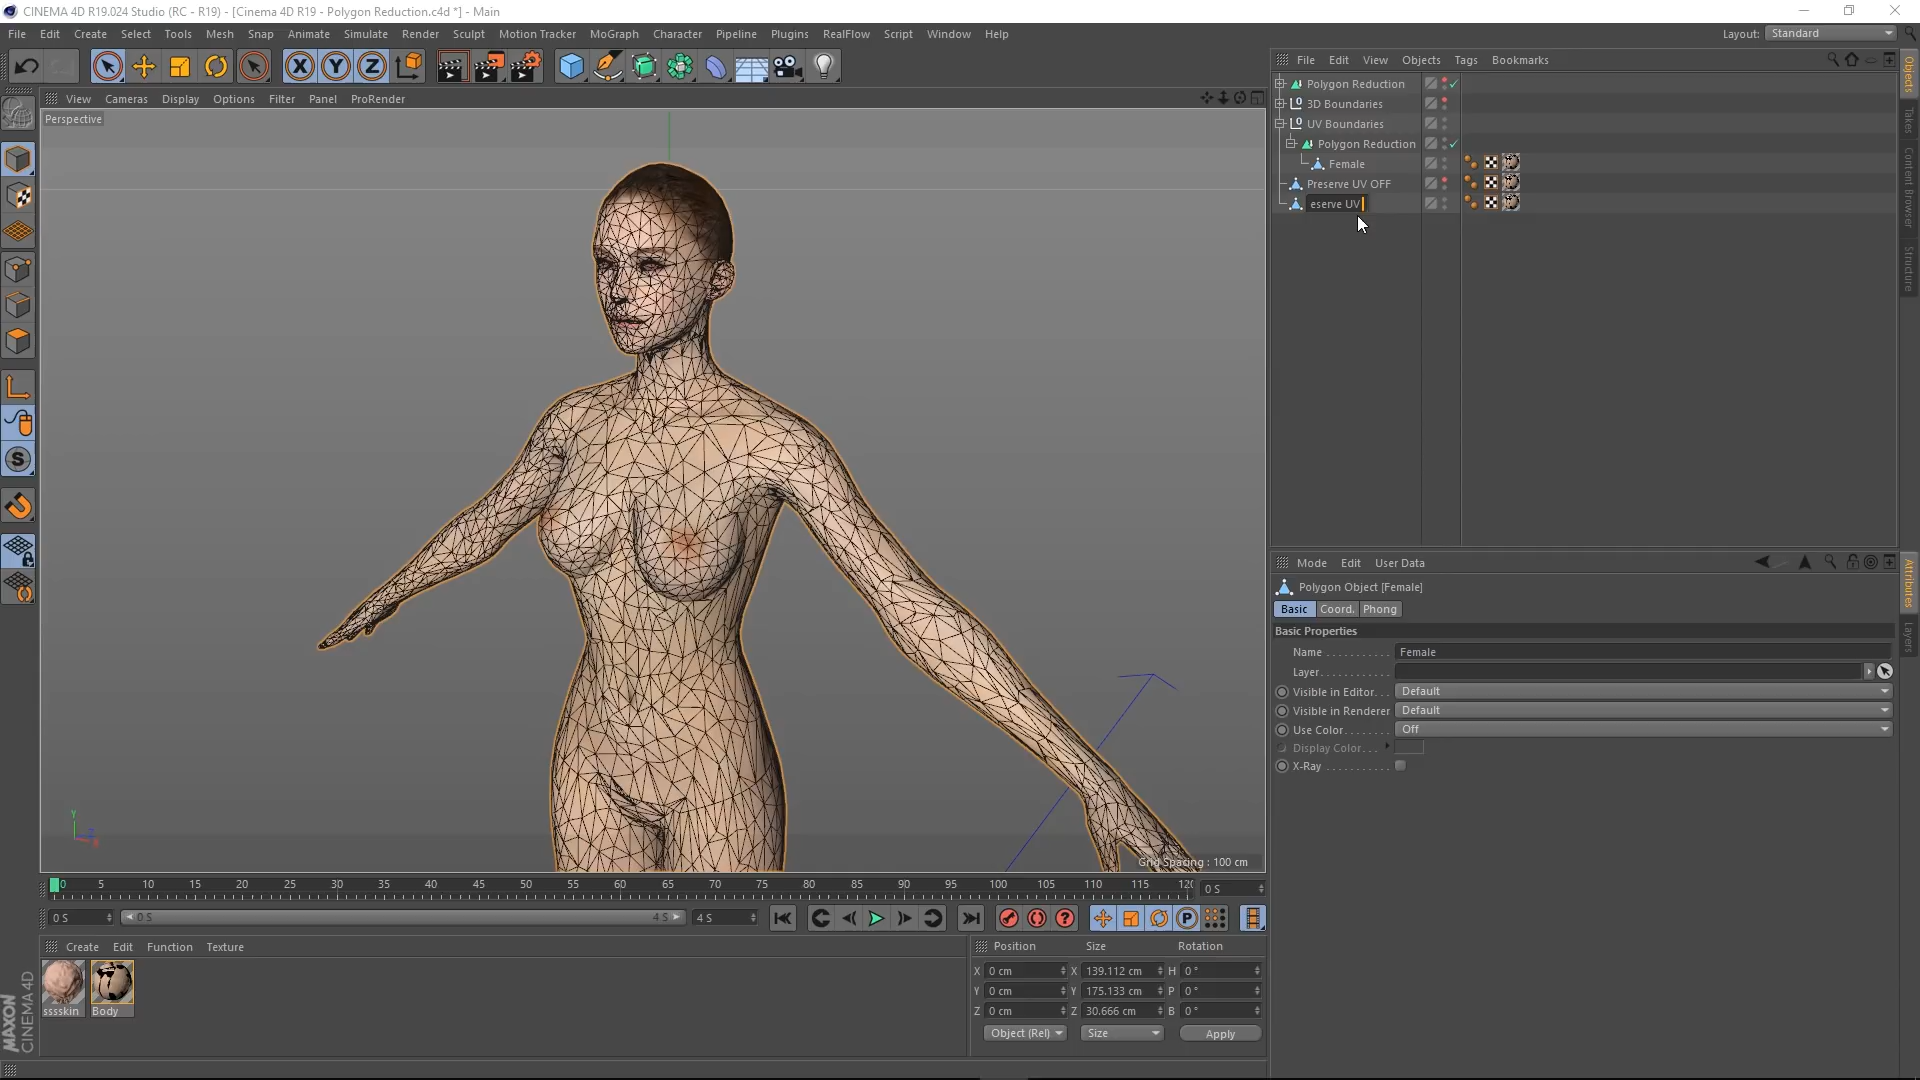 CINEMA 4D R19.024 Studio (RC - R19) - [Cinema 4D R19 - Polygon Reduction.c4d *] - Main
File Edit Create Select Tools Mesh Snap Animate Simulate Render Sculpt Motion Tracker MoGraph Character Pipeline Plugins RealFlow Script Window Help
Layout: Standard
X Y Z
View Cameras Display Options Filter Panel ProRender
Perspective
Grid Spacing : 100 cm
Y
S
File Edit View Objects Tags Bookmarks
Polygon Reduction
3D Boundaries
UV Boundaries
Polygon Reduction
Female
Preserve UV OFF
eserve UV
Objects
Takes
Content Browser
Structure
Mode Edit User Data
Polygon Object [Female]
Basic Coord. Phong
Basic Properties
Name Female
Layer
Visible in Editor Default
Visible in Renderer Default
Use Color Off
Display Color
X-Ray
Attributes
Layers
0 5 10 15 20 25 30 35 40 45 50 55 60 65 70 75 80 85 90 95 100 105 110 115 120 0 S
0 S 0 S 4 S 4 S
P
Create Edit Function Texture
sssskin Body
MAXON CINEMA 4D
Position Size Rotation
X 0 cm X 139.112 cm H 0 °
Y 0 cm Y 175.133 cm P 0 °
Z 0 cm Z 30.666 cm B 0 °
Object (Rel) Size Apply